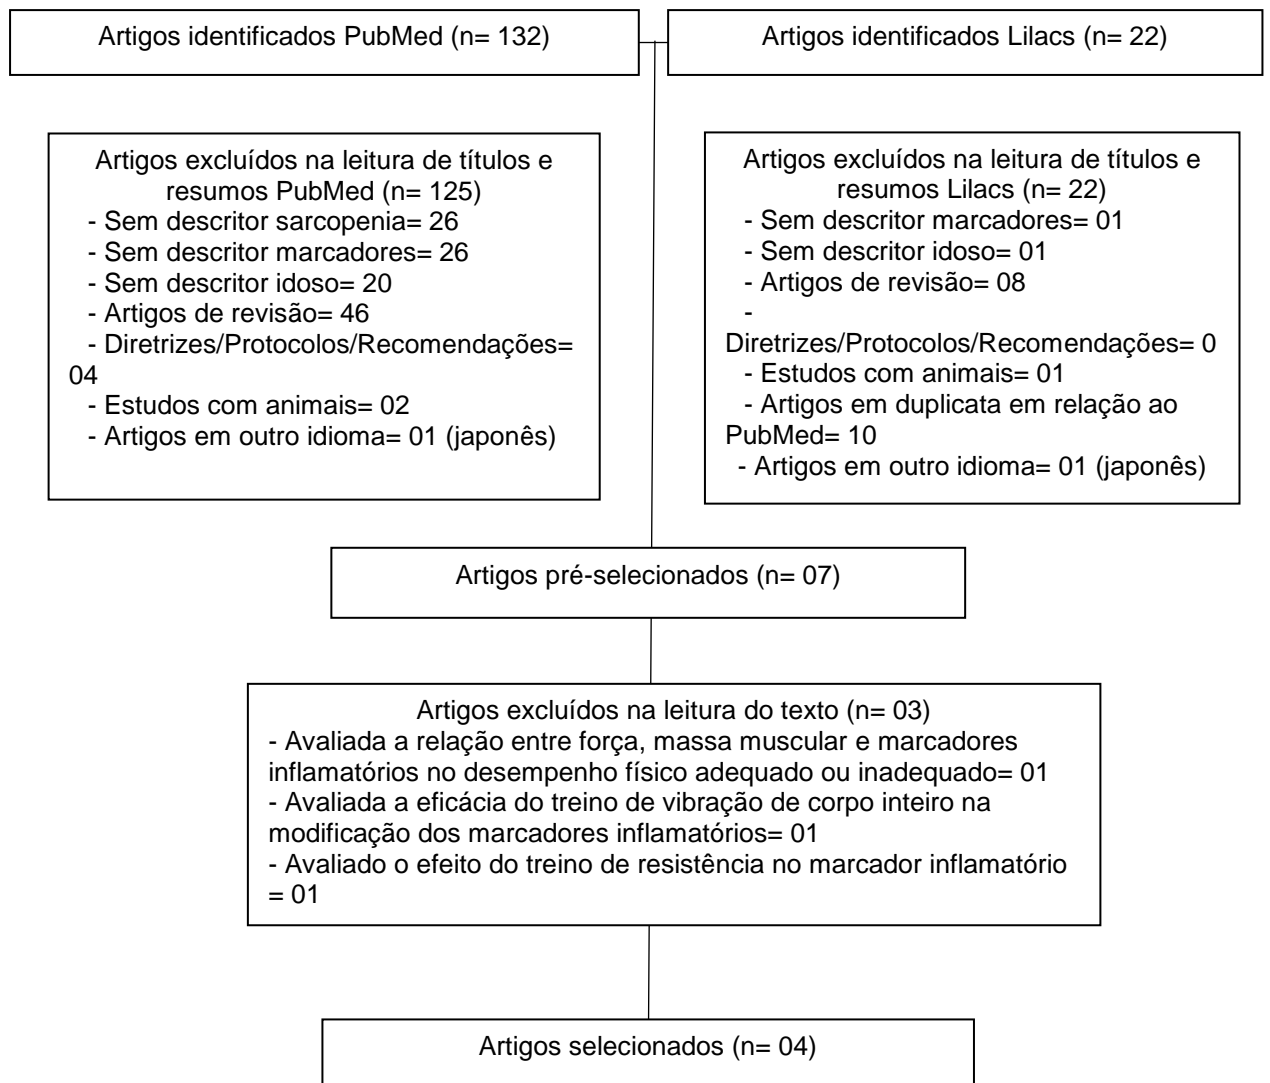 Artigos identificados PubMed (n= 132)
Artigos identificados Lilacs (n= 22)
Artigos excluídos na leitura de títulos e
resumos PubMed (n= 125)
- Sem descritor sarcopenia= 26
- Sem descritor marcadores= 26
- Sem descritor idoso= 20
- Artigos de revisão= 46
- Diretrizes/Protocolos/Recomendações=
04
- Estudos com animais= 02
- Artigos em outro idioma= 01 (japonês)
Artigos excluídos na leitura de títulos e
resumos Lilacs (n= 22)
- Sem descritor marcadores= 01
- Sem descritor idoso= 01
- Artigos de revisão= 08
-
Diretrizes/Protocolos/Recomendações= 0
- Estudos com animais= 01
- Artigos em duplicata em relação ao
PubMed= 10
- Artigos em outro idioma= 01 (japonês)
Artigos pré-selecionados (n= 07)
Artigos excluídos na leitura do texto (n= 03)
- Avaliada a relação entre força, massa muscular e marcadores
inflamatórios no desempenho físico adequado ou inadequado= 01
- Avaliada a eficácia do treino de vibração de corpo inteiro na
modificação dos marcadores inflamatórios= 01
- Avaliado o efeito do treino de resistência no marcador inflamatório
= 01
Artigos selecionados (n= 04)